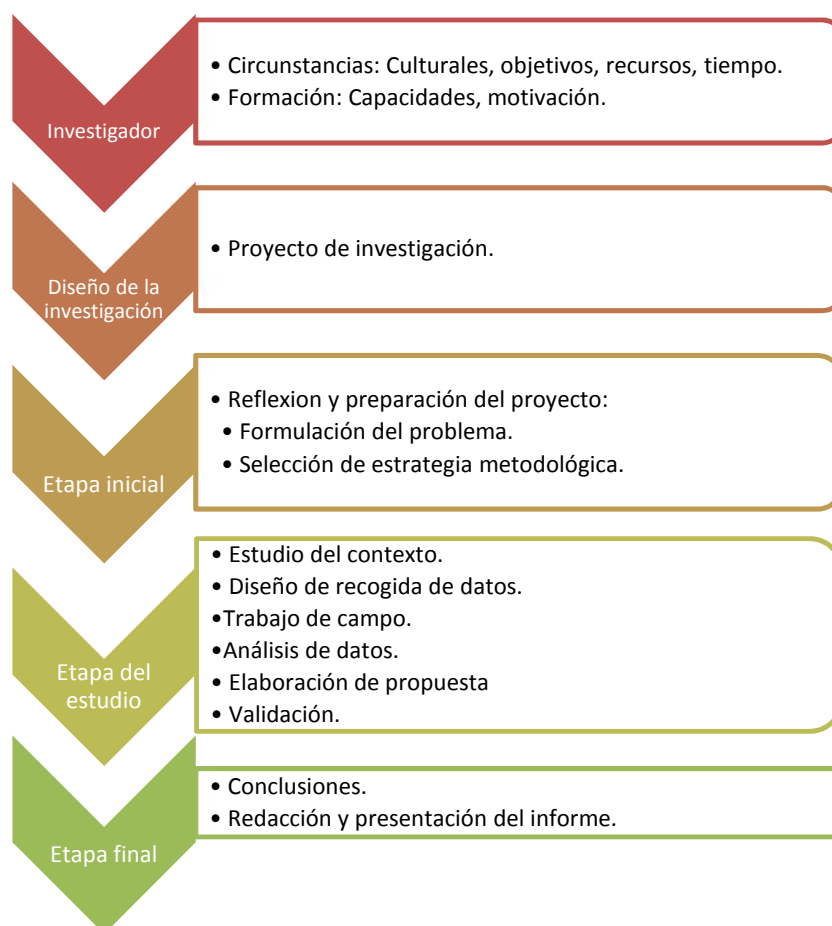 Investigador
• Circunstancias: Culturales, objetivos, recursos, tiempo.
• Formación: Capacidades, motivación.
Diseño de la
investigación
• Proyecto de investigación.
Etapa inicial
• Reflexion y preparación del proyecto:
• Formulación del problema.
• Selección de estrategia metodológica.
Etapa del
estudio
• Estudio del contexto.
• Diseño de recogida de datos.
•Trabajo de campo.
•Análisis de datos.
• Elaboración de propuesta
• Validación.
Etapa final
• Conclusiones.
• Redacción y presentación del informe.